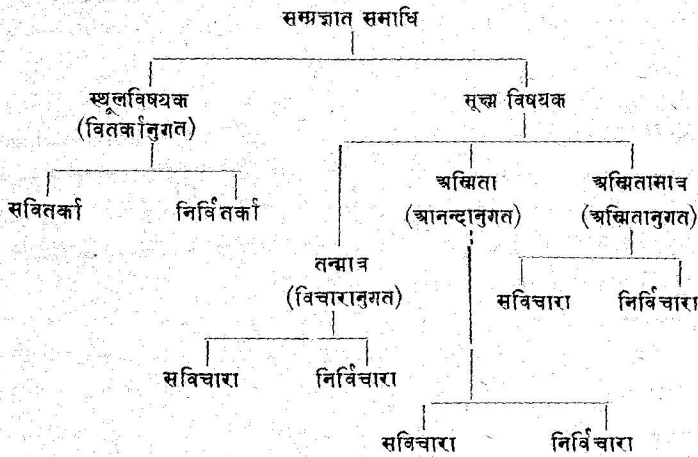 सम्प्रज्ञात समाधि
स्थूलविषयक
(वितर्कानुगत)
सूक्ष्म विषयक
सवितर्का
निर्वितर्का
अस्मिता
(आनन्दानुगत)
अस्मितामात्र
(अस्मितानुगत)
तन्मात्र
(विचारानुगत)
सविचारा
निर्विचारा
सविचारा
निर्विचारा
सविचारा
निर्विचारा